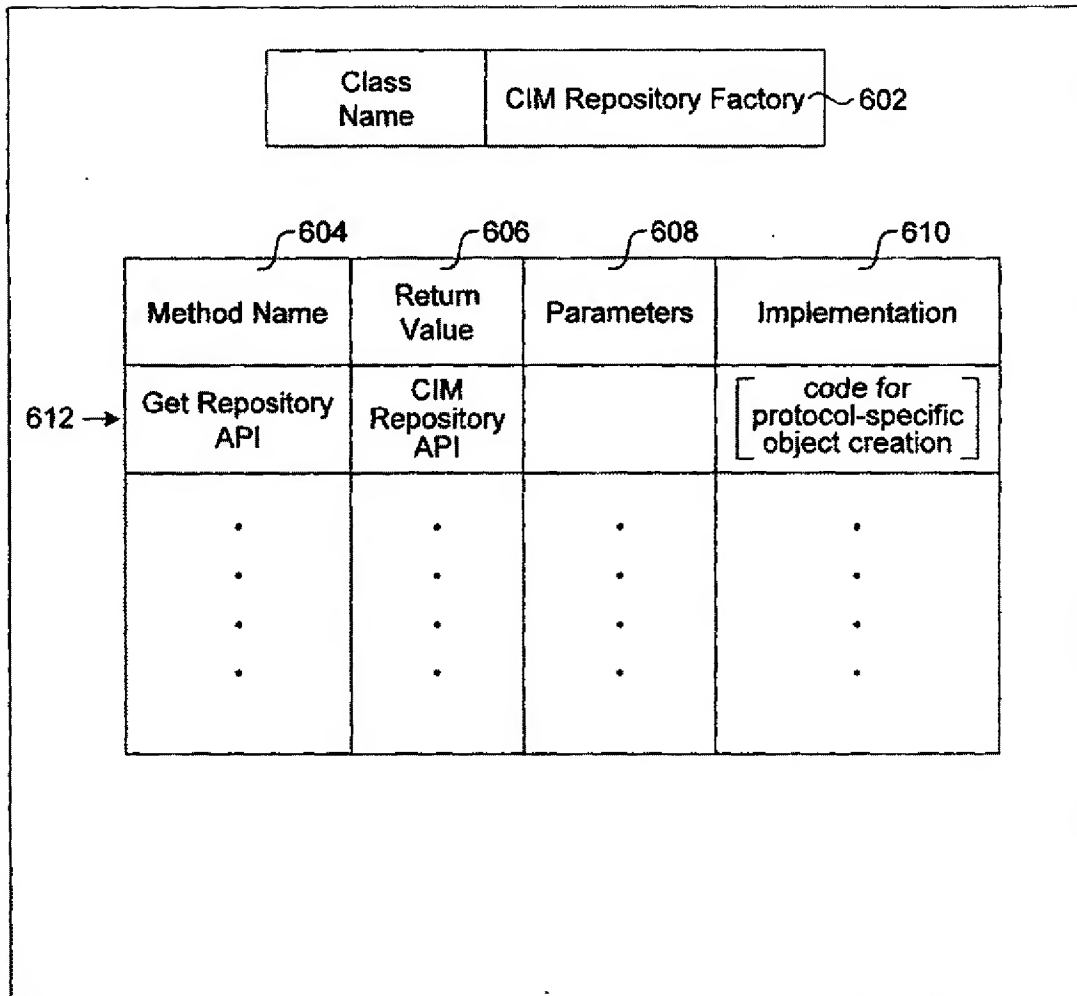 Class
Name
CIM Repository Factory
602
604
606
608
610
Method Name
Return
Value
Parameters
Implementation
612
Get Repository
API
CIM
Repository
API
code for
protocol-specific
object creation